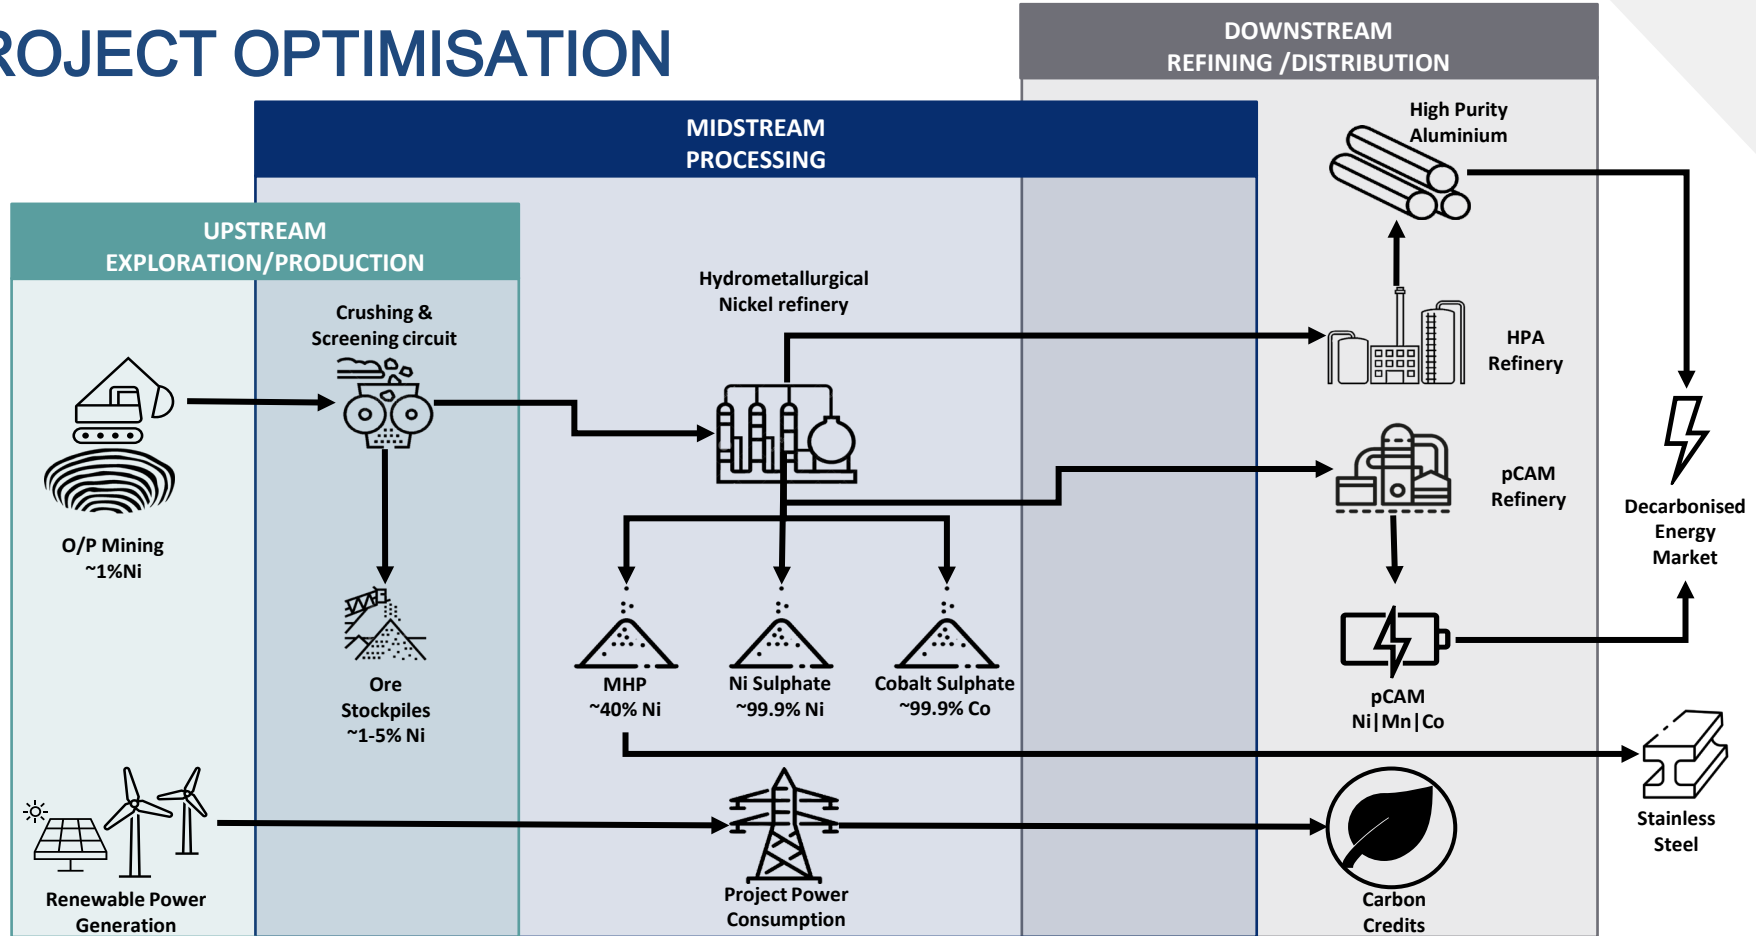 ROJECT OPTIMISATION
DOWNSTREAM
REFINING /DISTRIBUTION
MIDSTREAM
PROCESSING
UPSTREAM
EXPLORATION/PRODUCTION
High Purity
Aluminium
Hydrometallurgical
Nickel refinery
Crushing &
Screening circuit
HPA
Refinery
pCAM
Refinery
Decarbonised
Energy
Market
O/P Mining
~1%Ni
Ore
Stockpiles
~1-5% Ni
MHP
~40% Ni
Ni Sulphate
~99.9% Ni
Cobalt Sulphate
~99.9% Co
pCAM
Ni|Mn|Co
Stainless
Steel
Renewable Power
Generation
Project Power
Consumption
Carbon
Credits